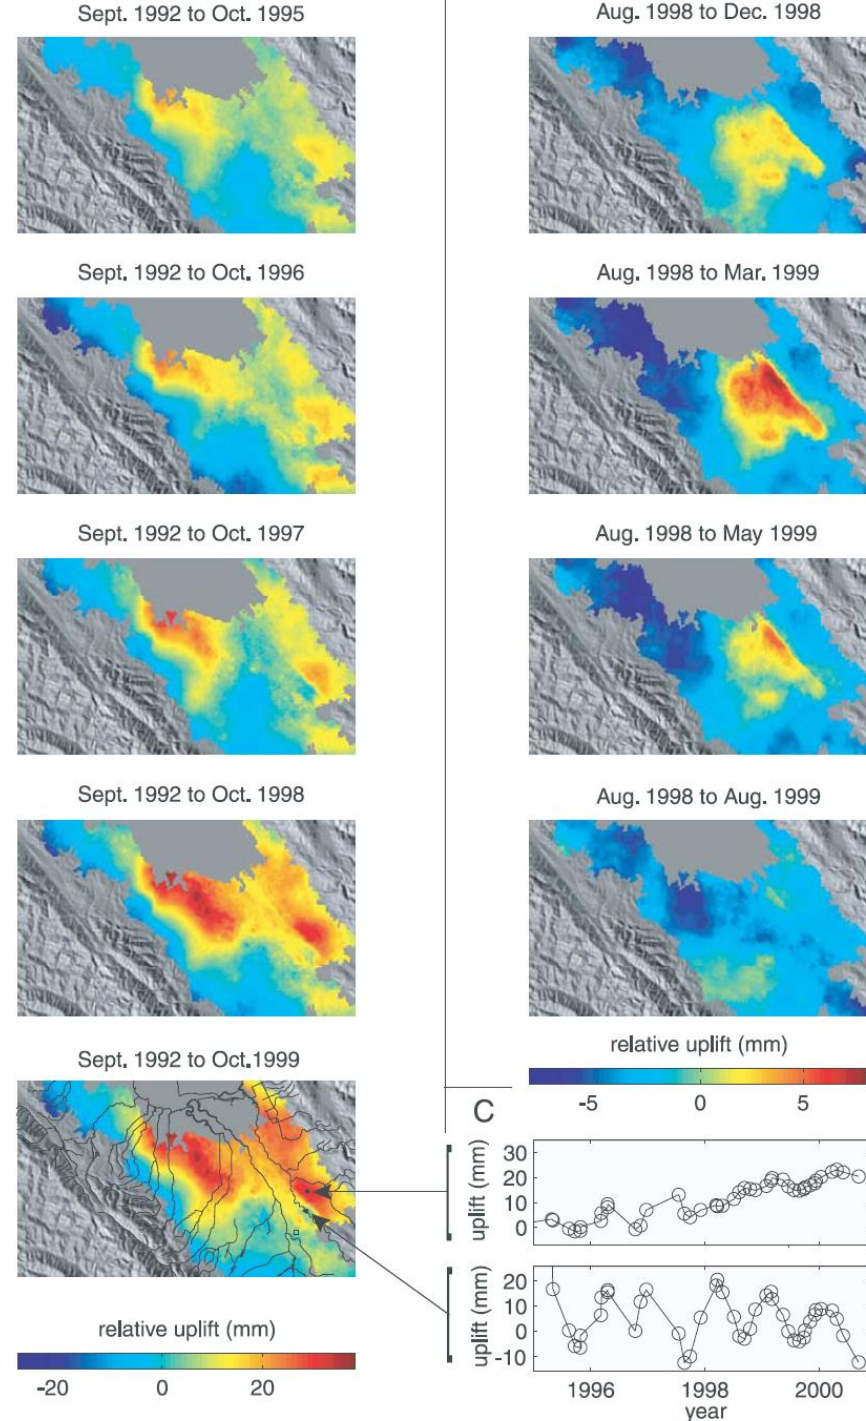 Sept. 1992 to Oct. 1995
Sept. 1992 to Oct. 1996
Sept. 1992 to Oct. 1997
Sept. 1992 to Oct. 1998
Sept. 1992 to Oct.1999
relative uplift (mm)
-20 0 20
Aug. 1998 to Dec. 1998
Aug. 1998 to Mar. 1999
Aug. 1998 to May 1999
Aug. 1998 to Aug. 1999
relative uplift (mm)
-5 0 5
C
uplift (mm)
30
20
10
0
uplift (mm)
20
10
0
-10
1996 1998 2000
year